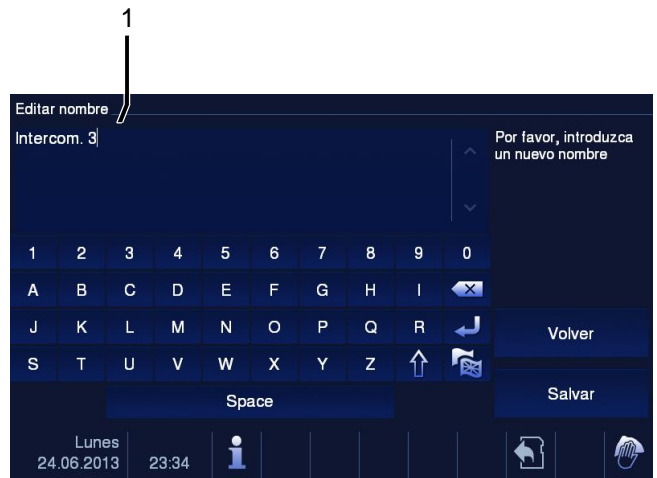 1
Editar nombre
Intercom. 3
Por favor, introduzca
un nuevo nombre
1 2 3 4 5 6 7 8 9 0
A B C D E F G H I
J K L M N O P Q R
Volver
S T U V W X Y Z
Space
Salvar
Lunes
24.06.2013 23:34